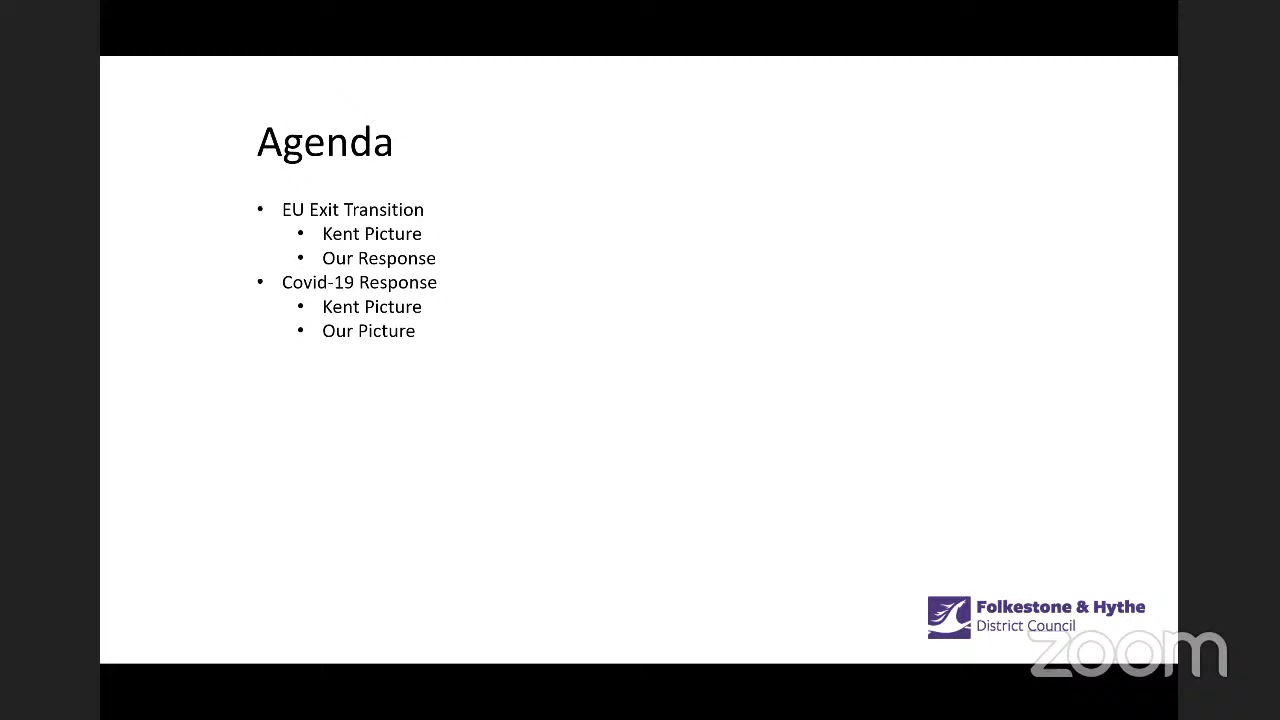 Agenda
• EU Exit Transition
• Kent Picture
• Our Response
• Covid-19 Response
• Kent Picture
• Our Picture
Folkestone & Hythe
District Council
zoom